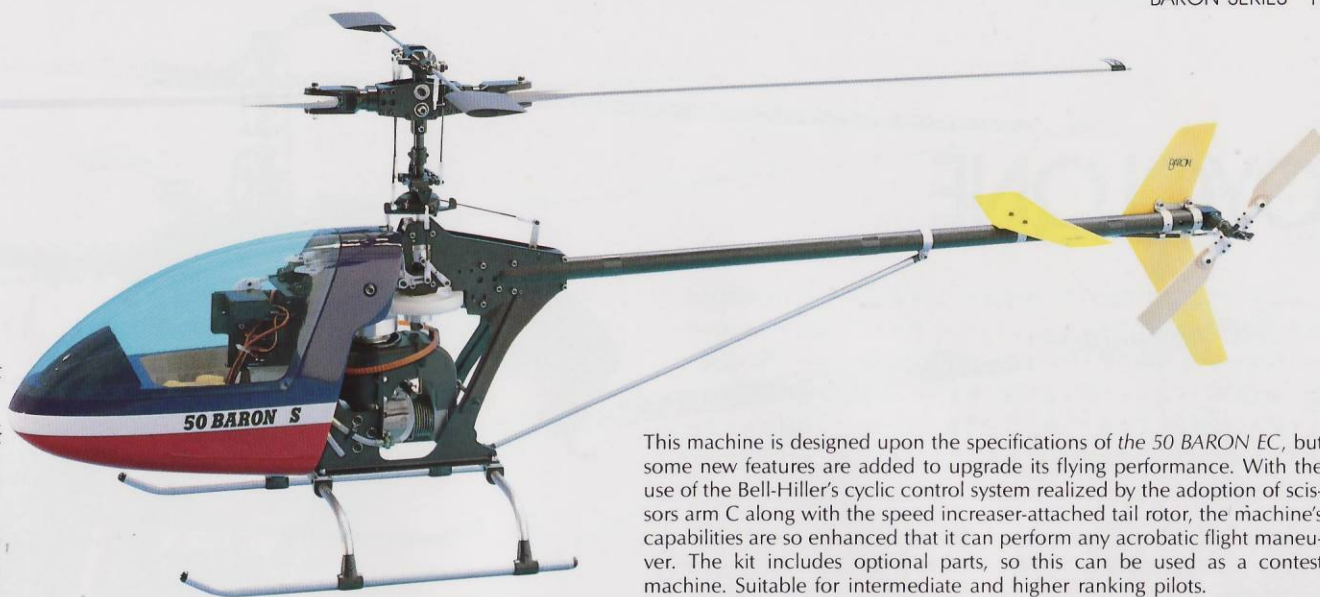 BARON SERIES
BARON
50 BARON S
This machine is designed upon the specifications of the 50 BARON EC, but
some new features are added to upgrade its flying performance. With the
use of the Bell-Hiller's cyclic control system realized by the adoption of scis-
sors arm C along with the speed increaser-attached tail rotor, the machine's
capabilities are so enhanced that it can perform any acrobatic flight maneu-
ver. The kit includes optional parts, so this can be used as a contest
machine. Suitable for intermediate and higher ranking pilots.